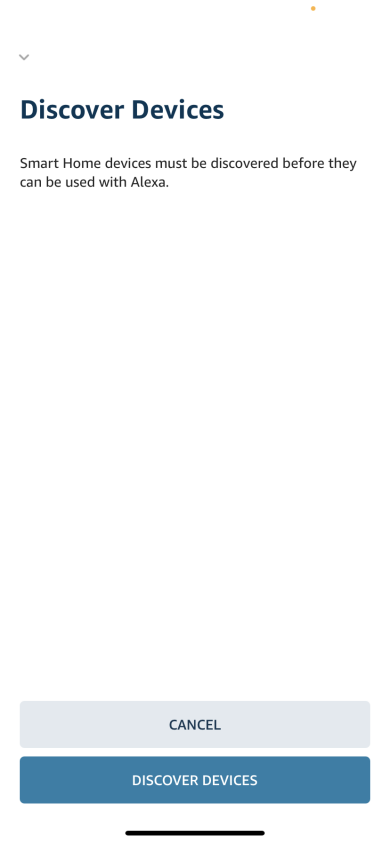 Discover Devices
Smart Home devices must be discovered before they
can be used with Alexa.
CANCEL
DISCOVER DEVICES